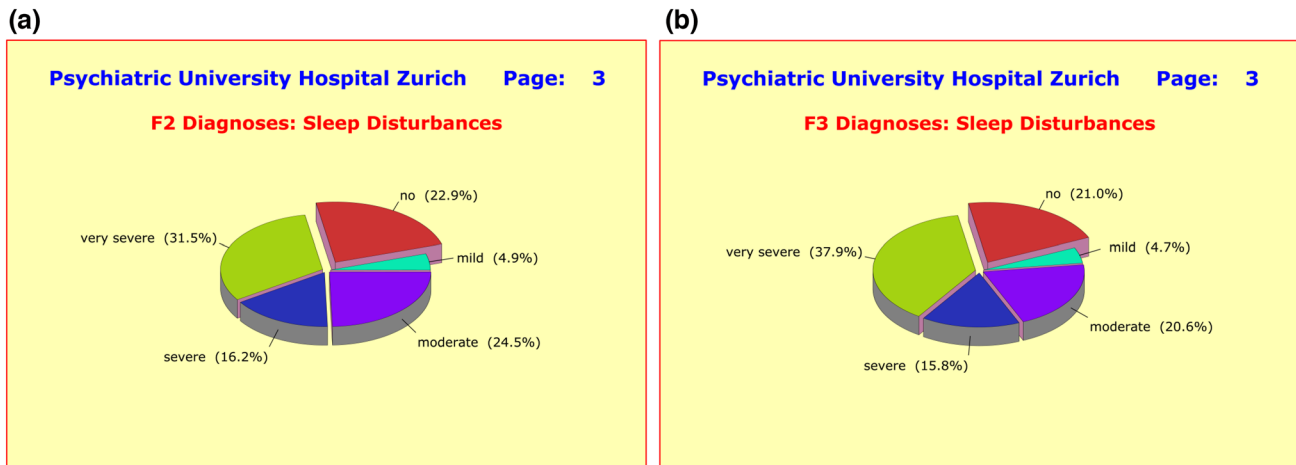 (a)
Psychiatric University Hospital Zurich Page: 3
F2 Diagnoses: Sleep Disturbances
no (22.9%)
very severe (31.5%)
mild (4.9%)
moderate (24.5%)
severe (16.2%)
(b)
Psychiatric University Hospital Zurich Page: 3
F3 Diagnoses: Sleep Disturbances
no (21.0%)
mild (4.7%)
very severe (37.9%)
moderate (20.6%)
severe (15.8%)